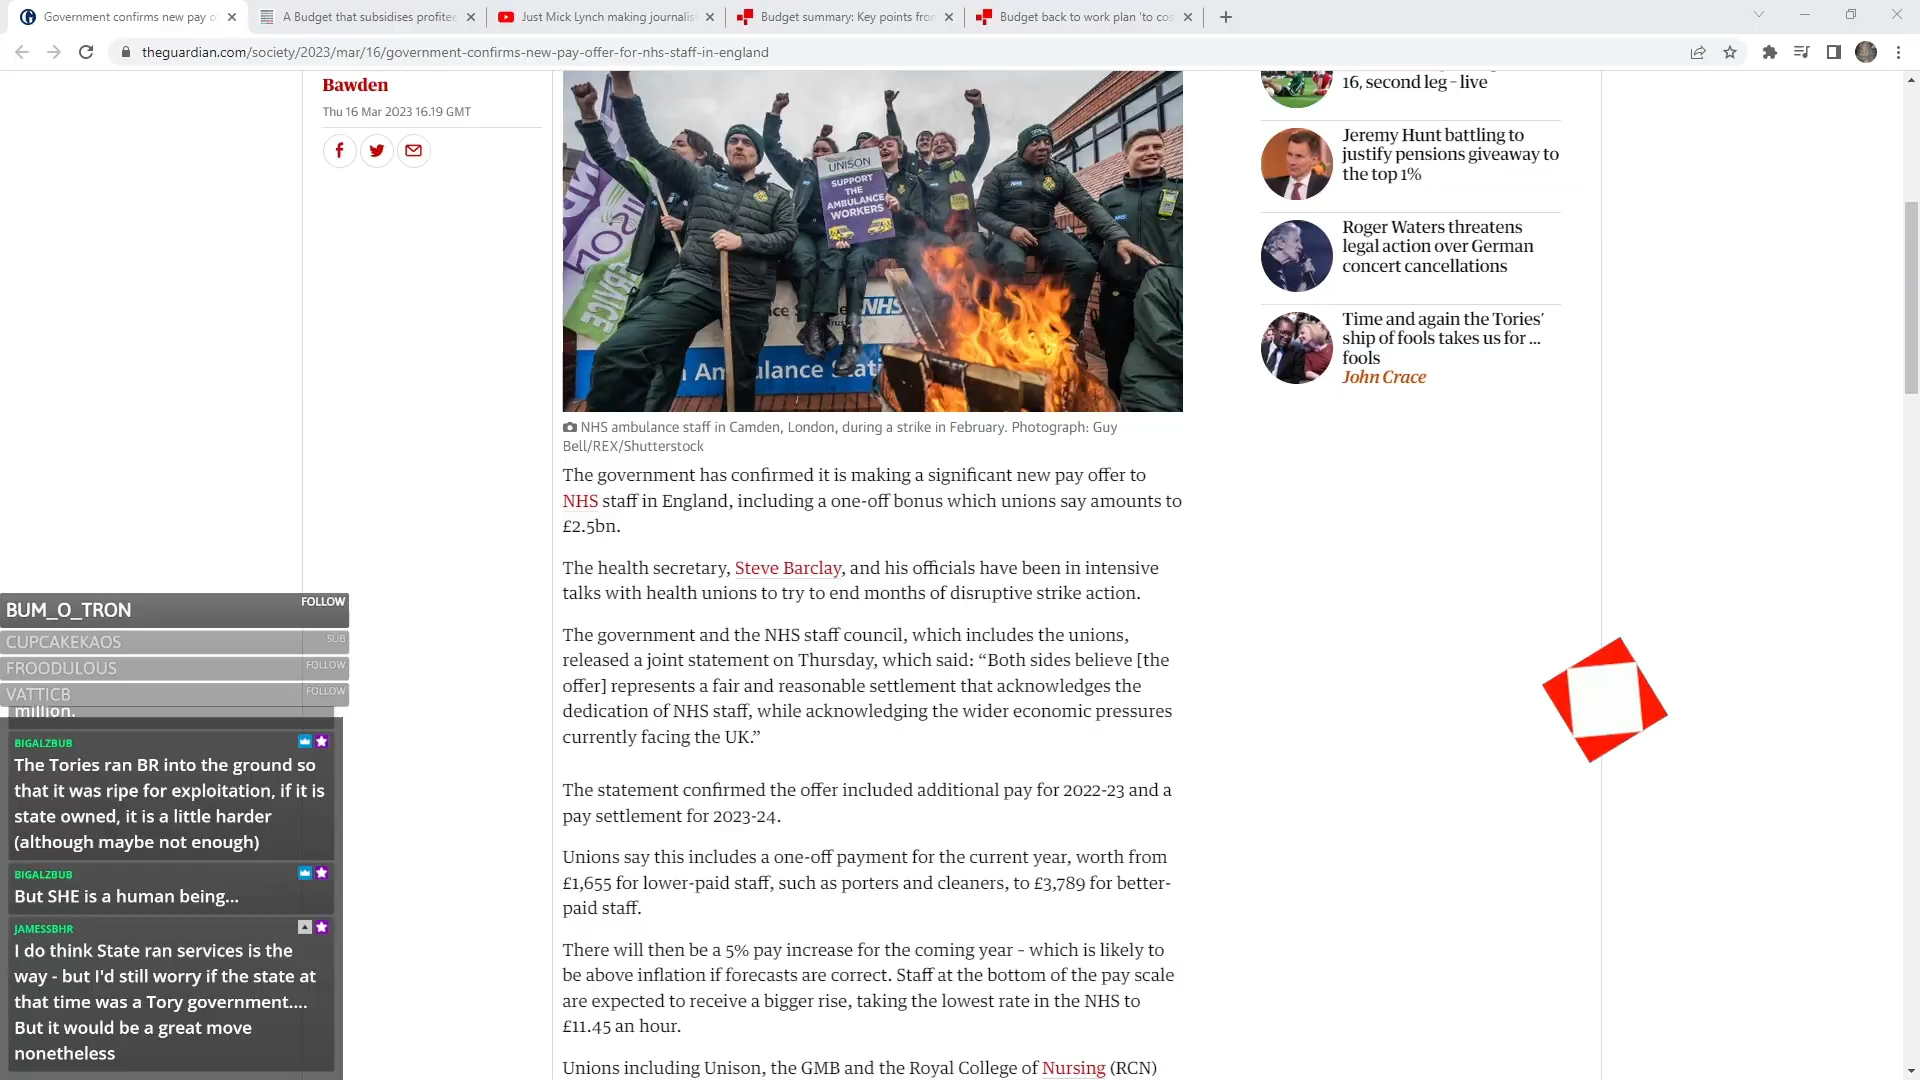 Government confirms new pay o
A Budget that subsidises profitee
Just Mick Lynch making journalis
Budget summary: Key points fron
Budget back to work plan 'to cos
theguardian.com/society/2023/mar/16/government-confirms-new-pay-offer-for-nhs-staff-in-england
Bawden
Thu 16 Mar 2023 16.19 GMT
UNISON
SUPPORT
THE
AMBULANCE
WORKERS
NHS
Am ulance Stati
NHS ambulance staff in Camden, London, during a strike in February. Photograph: Guy
Bell/REX/Shutterstock
The government has confirmed it is making a significant new pay offer to
NHS staff in England, including a one-off bonus which unions say amounts to
£2.5bn.
The health secretary, Steve Barclay, and his officials have been in intensive
talks with health unions to try to end months of disruptive strike action.
The government and the NHS staff council, which includes the unions,
released a joint statement on Thursday, which said: “Both sides believe [the
offer] represents a fair and reasonable settlement that acknowledges the
dedication of NHS staff, while acknowledging the wider economic pressures
currently facing the UK.”
The statement confirmed the offer included additional pay for 2022-23 and a
pay settlement for 2023-24.
Unions say this includes a one-off payment for the current year, worth from
£1,655 for lower-paid staff, such as porters and cleaners, to £3,789 for better-
paid staff.
There will then be a 5% pay increase for the coming year – which is likely to
be above inflation if forecasts are correct. Staff at the bottom of the pay scale
are expected to receive a bigger rise, taking the lowest rate in the NHS to
£11.45 an hour.
Unions including Unison, the GMB and the Royal College of Nursing (RCN)
16, second leg – live
Jeremy Hunt battling to
justify pensions giveaway to
the top 1%
Roger Waters threatens
legal action over German
concert cancellations
Time and again the Tories’
ship of fools takes us for ...
fools
John Crace
BUM_O_TRON FOLLOW
CUPCAKEKAOS SUB
FROODULOUS FOLLOW
VATTICB FOLLOW
million.
BIGALZBUB
The Tories ran BR into the ground so
that it was ripe for exploitation, if it is
state owned, it is a little harder
(although maybe not enough)
BIGALZBUB
But SHE is a human being...
JAMESSBHR
I do think State ran services is the
way - but I'd still worry if the state at
that time was a Tory government....
But it would be a great move
nonetheless